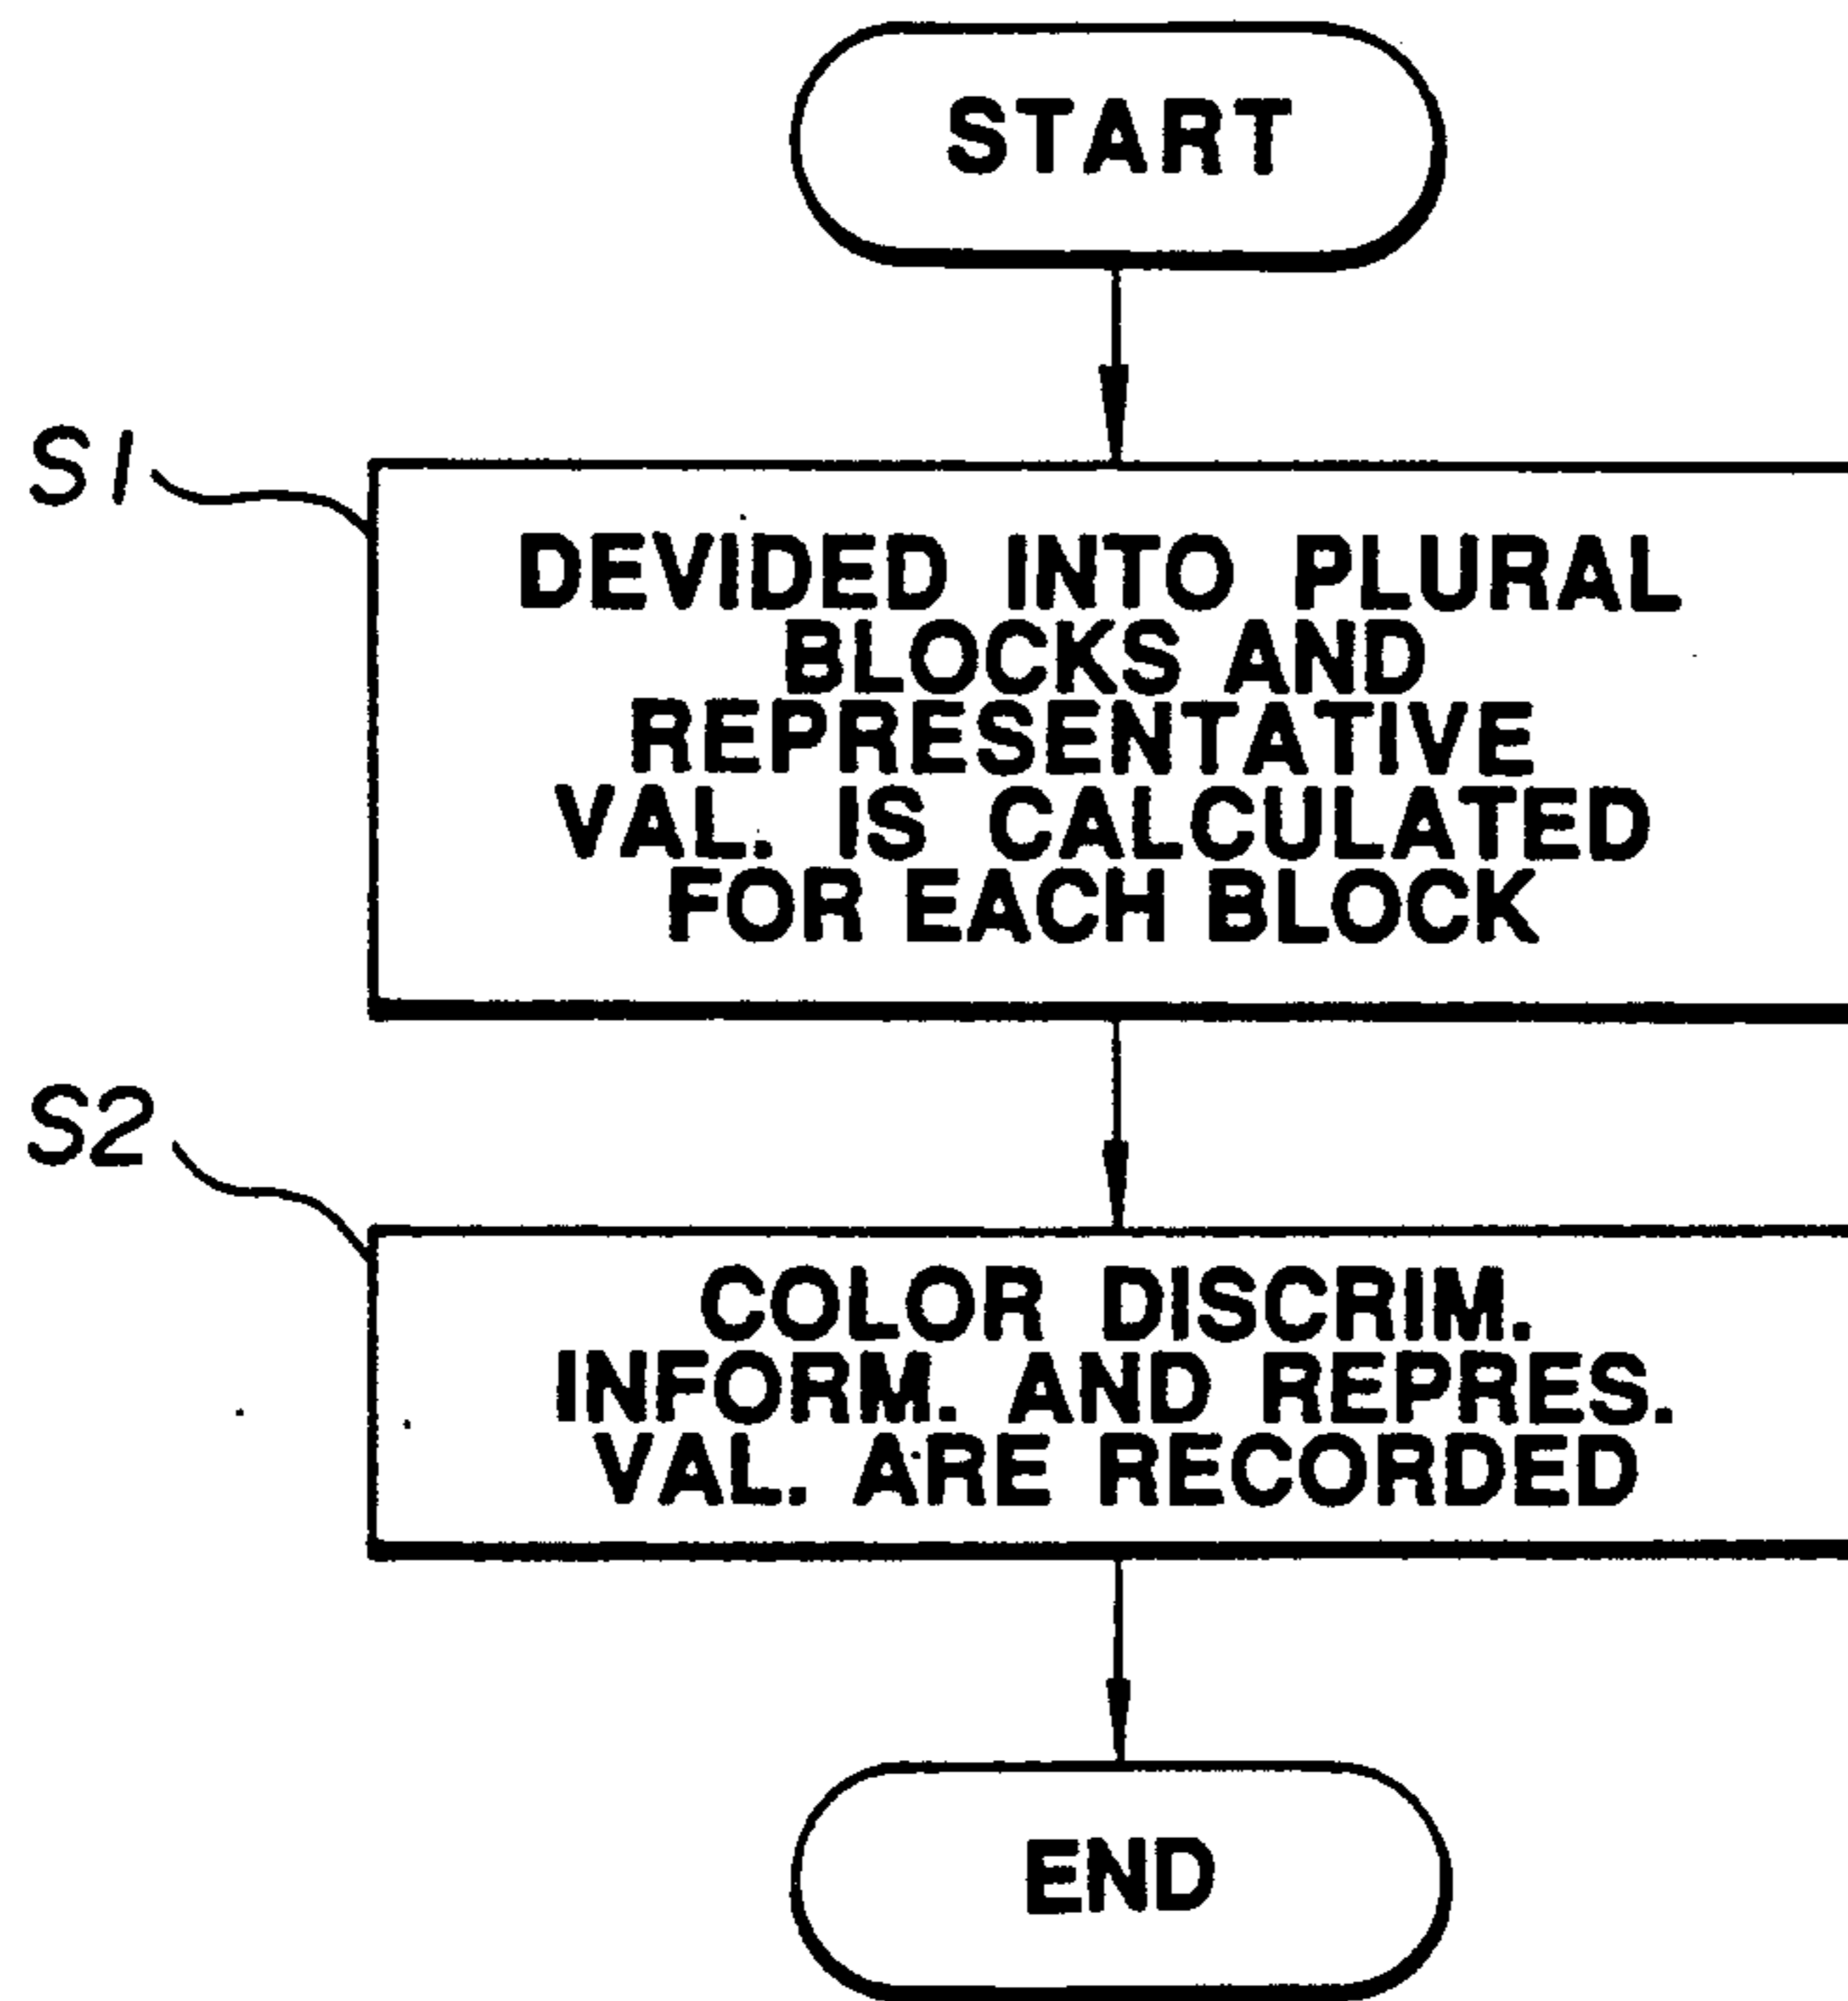 START
S1
DEVIDED INTO PLURAL
BLOCKS AND
REPRESENTATIVE
VAL. IS CALCULATED
FOR EACH BLOCK
S2
COLOR DISCRIM.
INFORM. AND REPRES.
VAL. ARE RECORDED
END